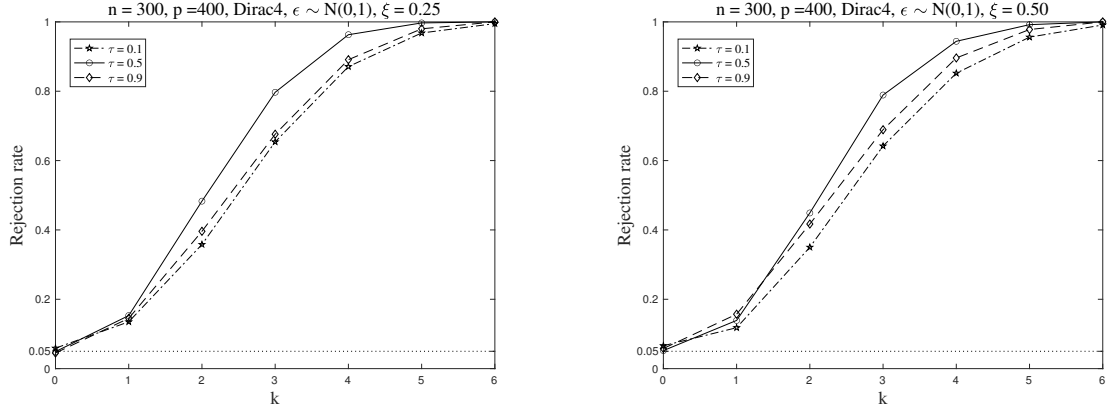 n = 300, p =400, Dirac4, ϵ ∼ N(0,1), ξ = 0.25
1
τ = 0.1
τ = 0.5
τ = 0.9
0.8
0.6
0.4
0.2
0.05
0
Rejection rate
0 1 2 3 4 5 6
k
n = 300, p =400, Dirac4, ϵ ∼ N(0,1), ξ = 0.50
1
τ = 0.1
τ = 0.5
τ = 0.9
0.8
0.6
0.4
0.2
0.05
0
Rejection rate
0 1 2 3 4 5 6
k